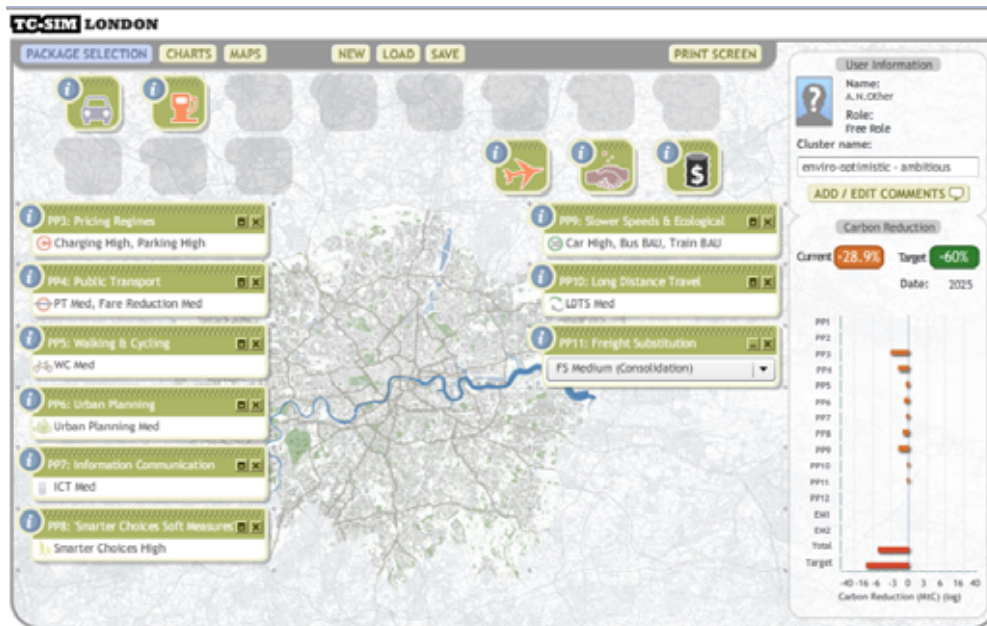 TC-SIM LONDON
PACKAGE SELECTION CHARTS MAPS NEW LOAD SAVE PRINT SCREEN
User Information
Name:
A.N.Other
Role:
Free Role
Cluster name:
enviro-optimistic - ambitious
ADD / EDIT COMMENTS
PP3: Pricing Regimes
Charging High, Parking High
PP4: Public Transport
PT Med, Fare Reduction Med
PP5: Walking & Cycling
WC Med
PP6: Urban Planning
Urban Planning Med
PP7: Information Communication
ICT Med
PP8: 'Smarter Choices Soft Measures'
Smarter Choices High
PP9: Slower Speeds & Ecological
Car High, Bus BAU, Train BAU
PP10: Long Distance Travel
LDTS Med
PP11: Freight Substitution
FS Medium (Consolidation)
Carbon Reduction
Current -28.9% Target -60%
Date: 2025
PP1
PP2
PP3
PP4
PP5
PP6
PP7
PP8
PP9
PP10
PP11
PP12
EM1
EM2
Total
Target
-40 -16 -6 -3 0 3 6 16 40
Carbon Reduction (MtC) (log)